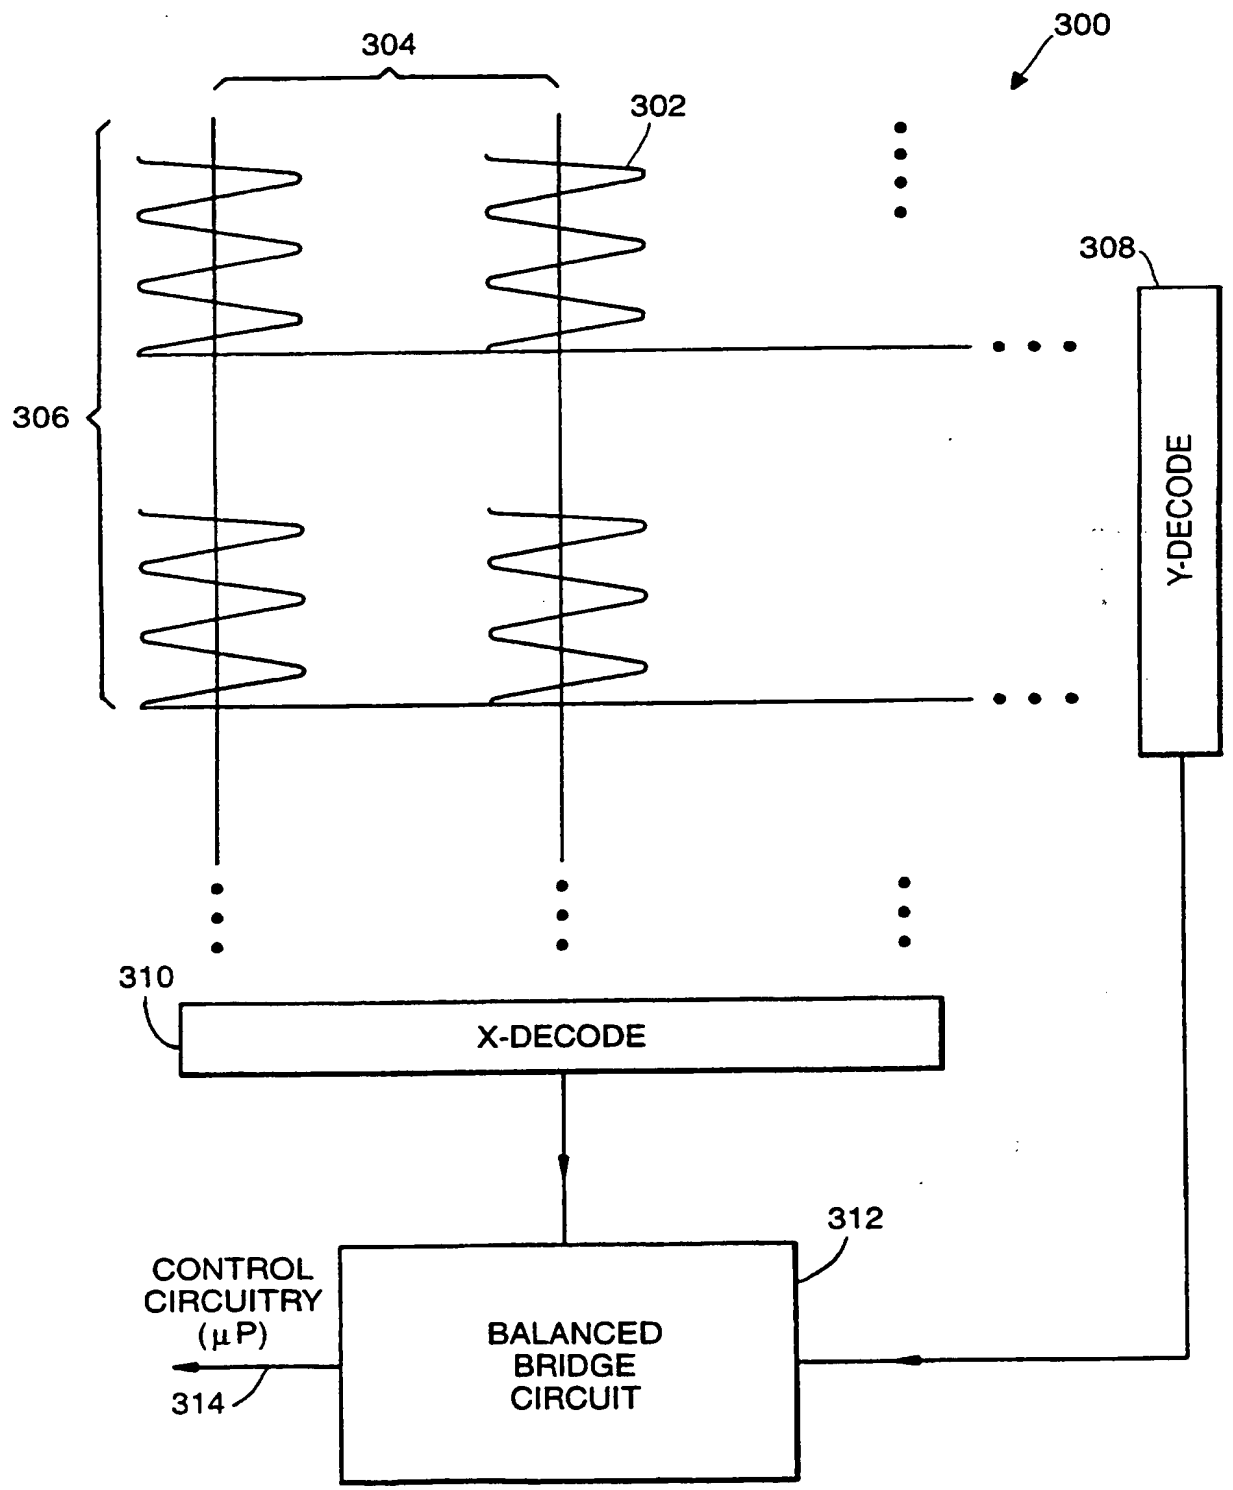 300
304
302
308
306
Y-DECODE
310
X-DECODE
312
CONTROL
CIRCUITRY
(μP)
314
BALANCED
BRIDGE
CIRCUIT